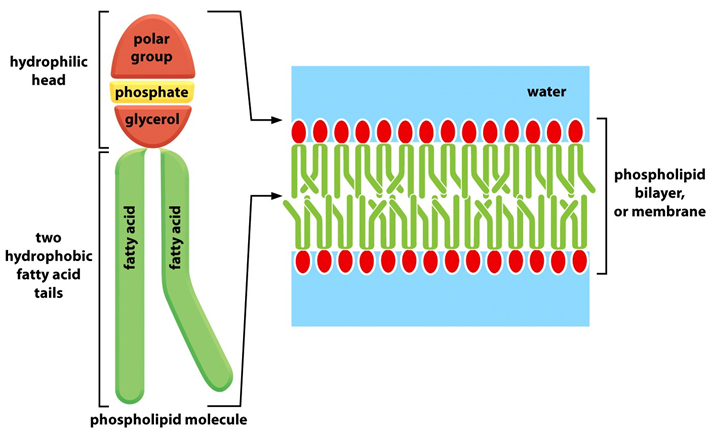 hydrophilic
head
polar
group
phosphate
glycerol
two
hydrophobic
fatty acid
tails
fatty acid
fatty acid
phospholipid molecule
water
phospholipid
bilayer,
or membrane